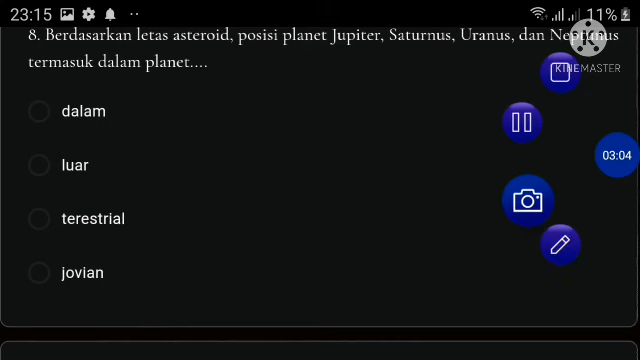 23:15
11%
8. Berdasarkan letas asteroid, posisi planet Jupiter, Saturnus, Uranus, dan Neptunus
termasuk dalam planet....
KINEMASTER
dalam
03:04
luar
terestrial
jovian